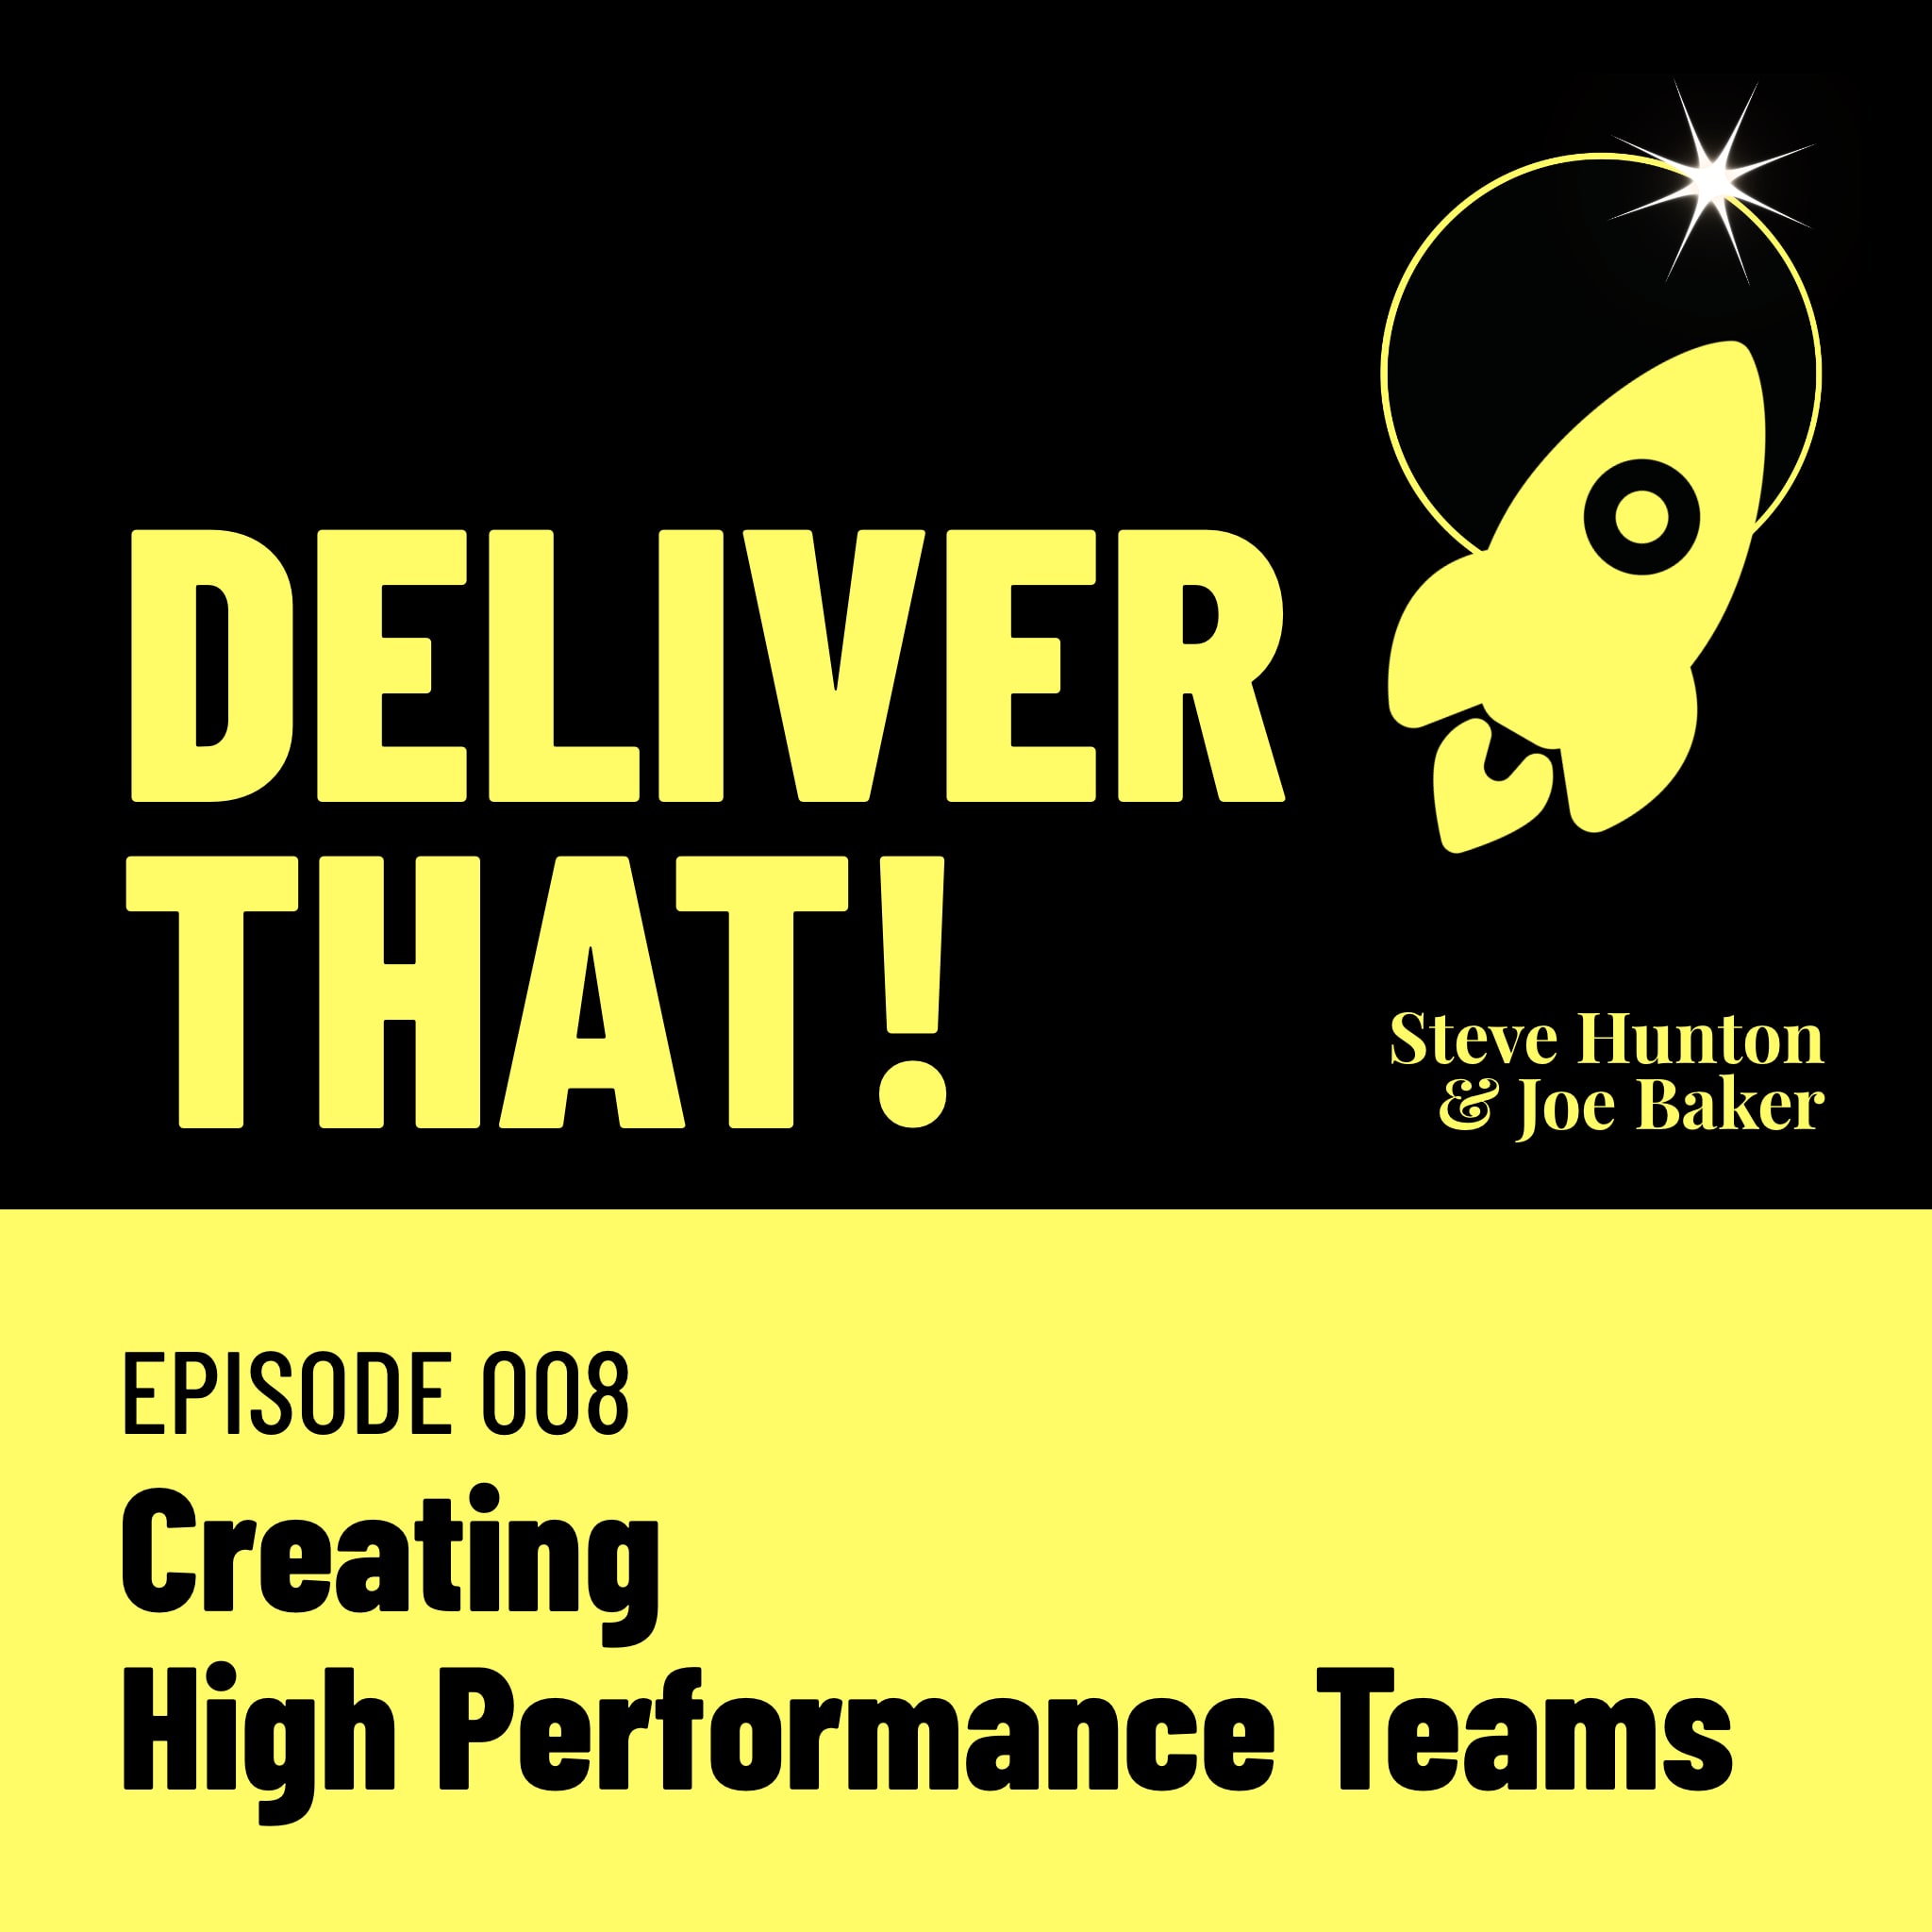 DELIVER
THAT!
Steve Hunton
& Joe Baker
EPISODE 008
Creating
High Performance Teams